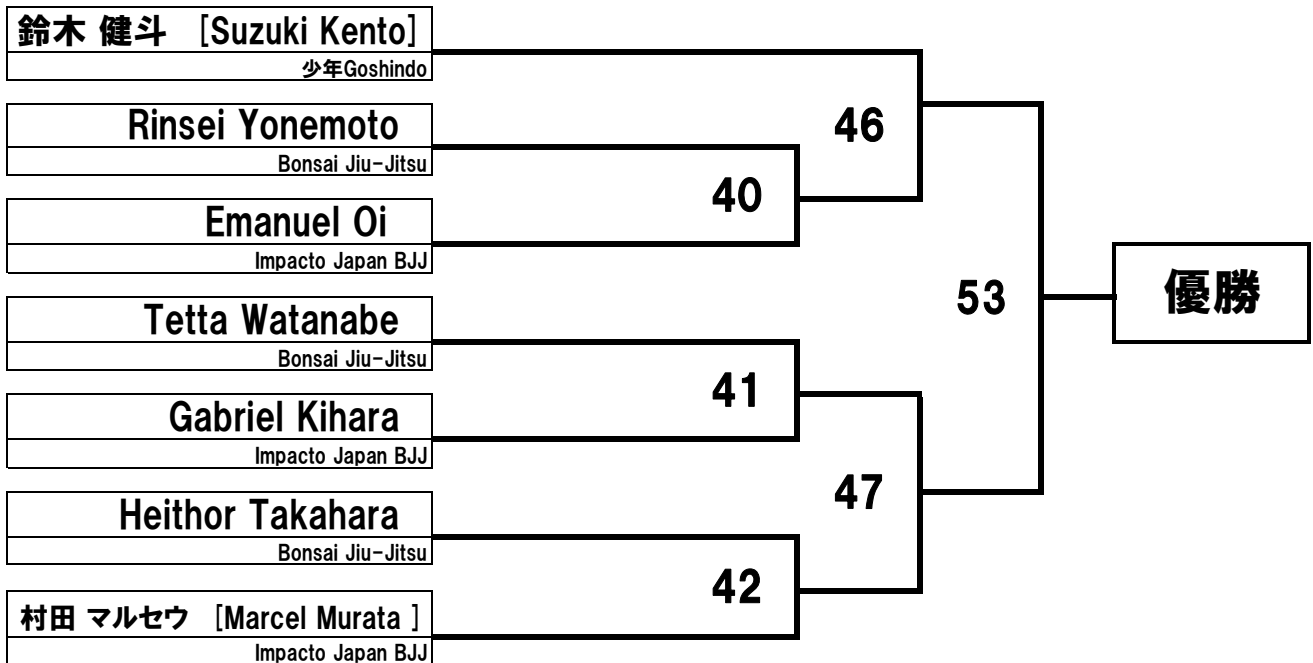 鈴木 健斗 [Suzuki Kento]
少年Goshindo
Rinsei Yonemoto
Bonsai Jiu-Jitsu
Emanuel Oi
Impacto Japan BJJ
Tetta Watanabe
Bonsai Jiu-Jitsu
Gabriel Kihara
Impacto Japan BJJ
Heithor Takahara
Bonsai Jiu-Jitsu
村田 マルセウ [Marcel Murata ]
Impacto Japan BJJ
40
41
42
46
47
53
優勝